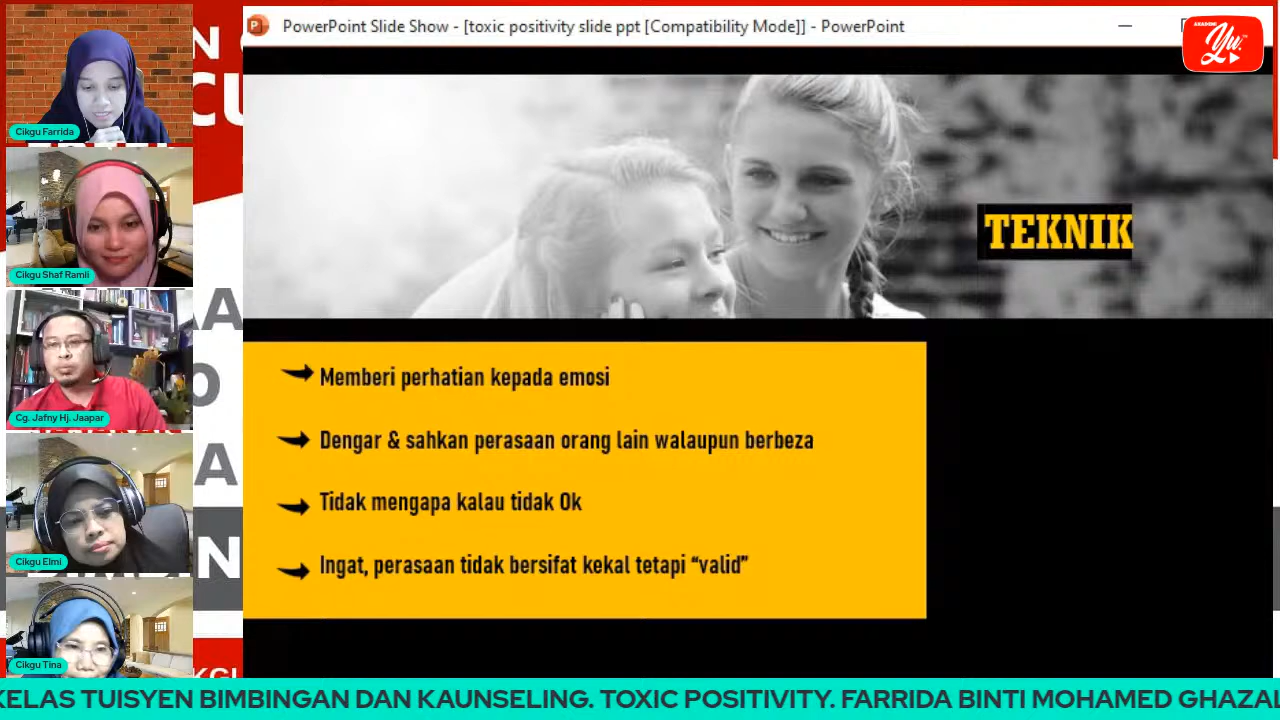 PowerPoint Slide Show - [toxic positivity slide ppt [Compatibility Mode]] - PowerPoint
AKADEMI
Yu
TEKNIK
Memberi perhatian kepada emosi
Dengar & sahkan perasaan orang lain walaupun berbeza
Tidak mengapa kalau tidak Ok
Ingat, perasaan tidak bersifat kekal tetapi “valid”
Cikgu Farrida
Cikgu Shaf Ramli
Cg. Jafny Hj. Jaapar
Cikgu Elmi
Cikgu Tina
KELAS TUISYEN BIMBINGAN DAN KAUNSELING. TOXIC POSITIVITY. FARRIDA BINTI MOHAMED GHAZAL